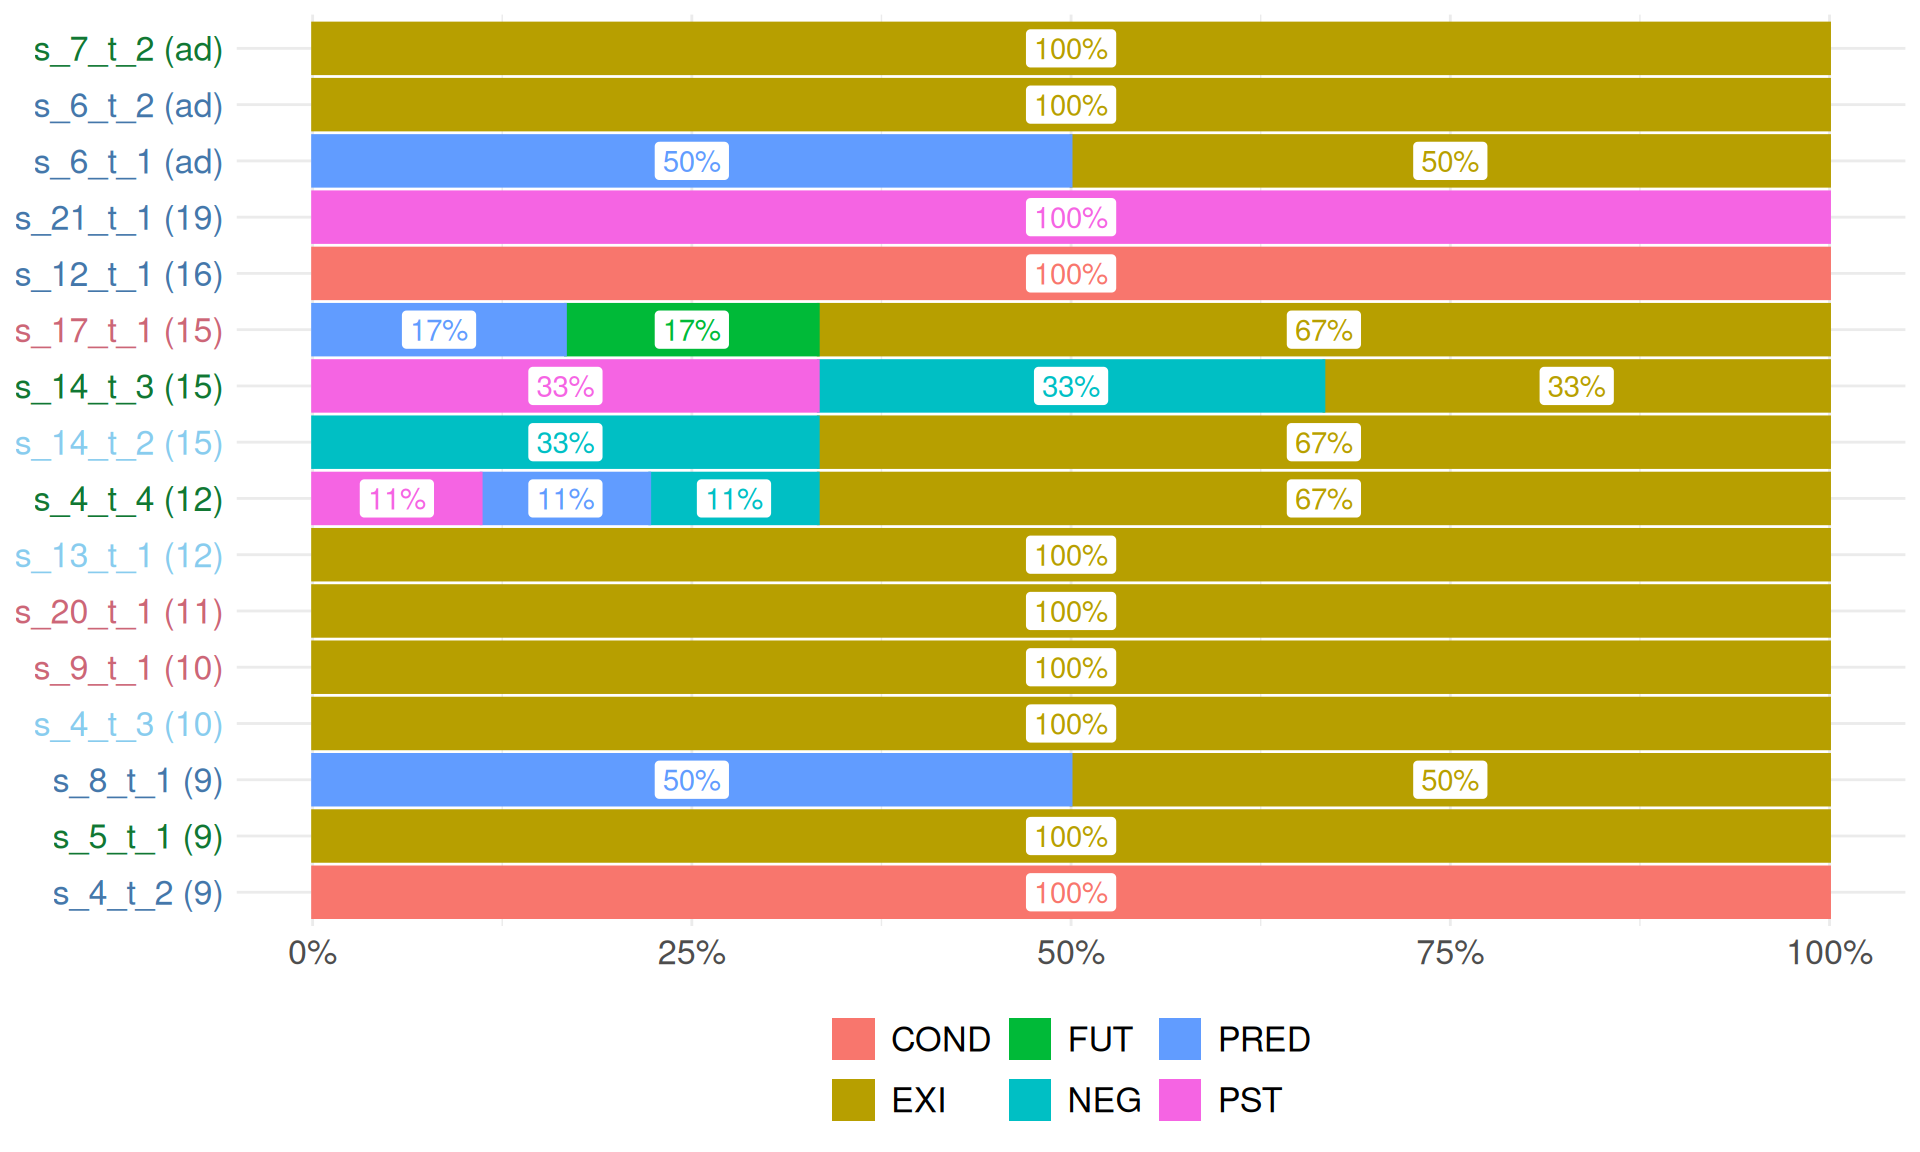 s_7_t_2 (ad) 100%
s_6_t_2 (ad) 100%
s_6_t_1 (ad) 50% 50%
s_21_t_1 (19) 100%
s_12_t_1 (16) 100%
s_17_t_1 (15) 17% 17% 67%
s_14_t_3 (15) 33% 33% 33%
s_14_t_2 (15) 33% 67%
s_4_t_4 (12) 11% 11% 11% 67%
s_13_t_1 (12) 100%
s_20_t_1 (11) 100%
s_9_t_1 (10) 100%
s_4_t_3 (10) 100%
s_8_t_1 (9) 50% 50%
s_5_t_1 (9) 100%
s_4_t_2 (9) 100%
0% 25% 50% 75% 100%
COND FUT PRED
EXI NEG PST